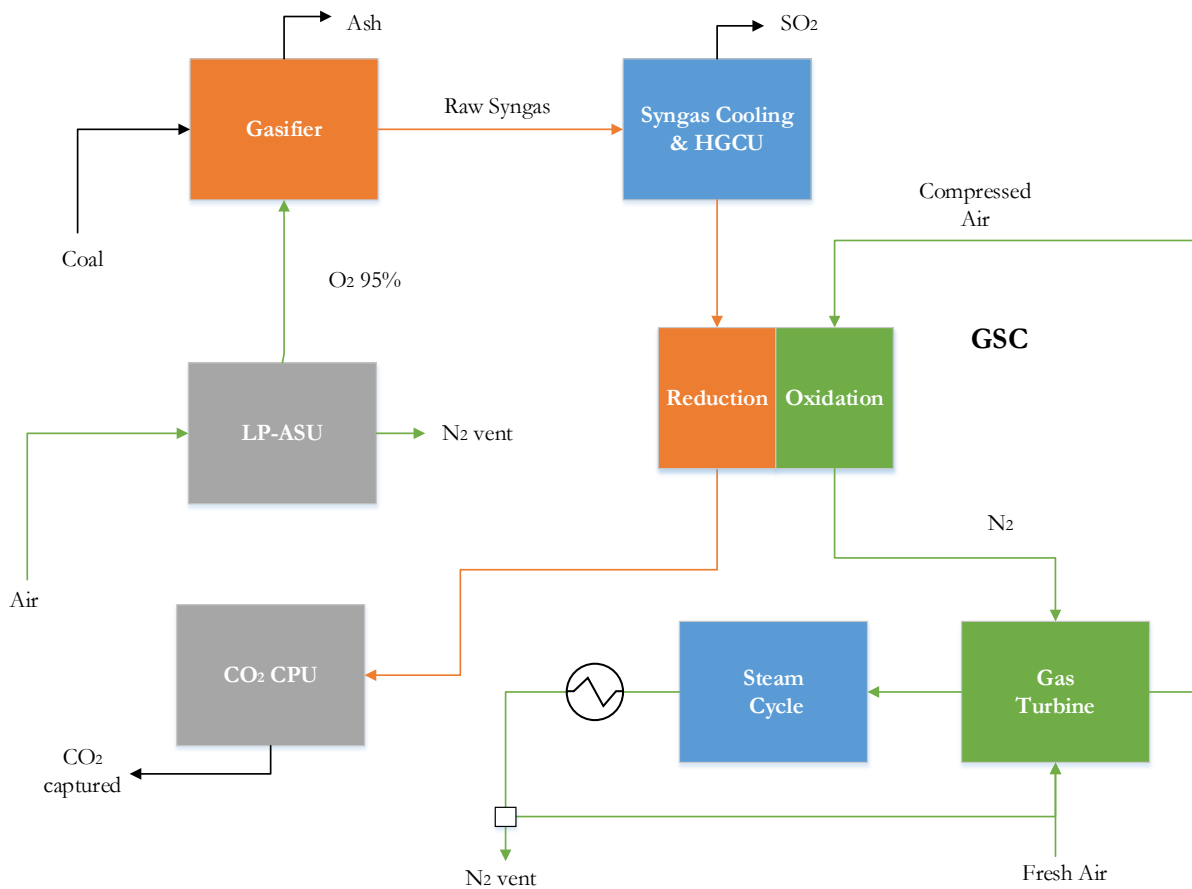 Ash
SO2
Gasifier
Raw Syngas
Syngas Cooling
& HGCU
Compressed
Air
Coal
O2 95%
GSC
Reduction
Oxidation
LP-ASU
N2 vent
N2
Air
CO2 CPU
Steam
Cycle
Gas
Turbine
CO2
captured
N2 vent
Fresh Air